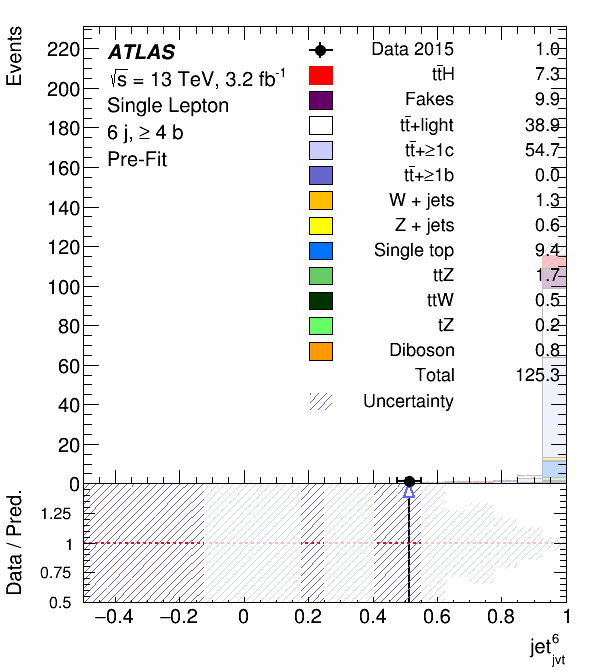 Events
220
200
180
160
140
120
100
80
60
40
20
0
ATLAS
√s = 13 TeV, 3.2 fb⁻¹
Single Lepton
6 j, ≥ 4 b
Pre-Fit
Data 2015 1.0
tt̄H 7.3
Fakes 9.9
tt̄+light 38.9
tt̄+≥1c 54.7
tt̄+≥1b 0.0
W + jets 1.3
Z + jets 0.6
Single top 9.4
ttZ 1.7
ttW 0.5
tZ 0.2
Diboson 0.8
Total 125.3
Uncertainty
Data / Pred.
1.25
1
0.75
0.5
−0.4 −0.2 0 0.2 0.4 0.6 0.8 1
jet⁶jvt